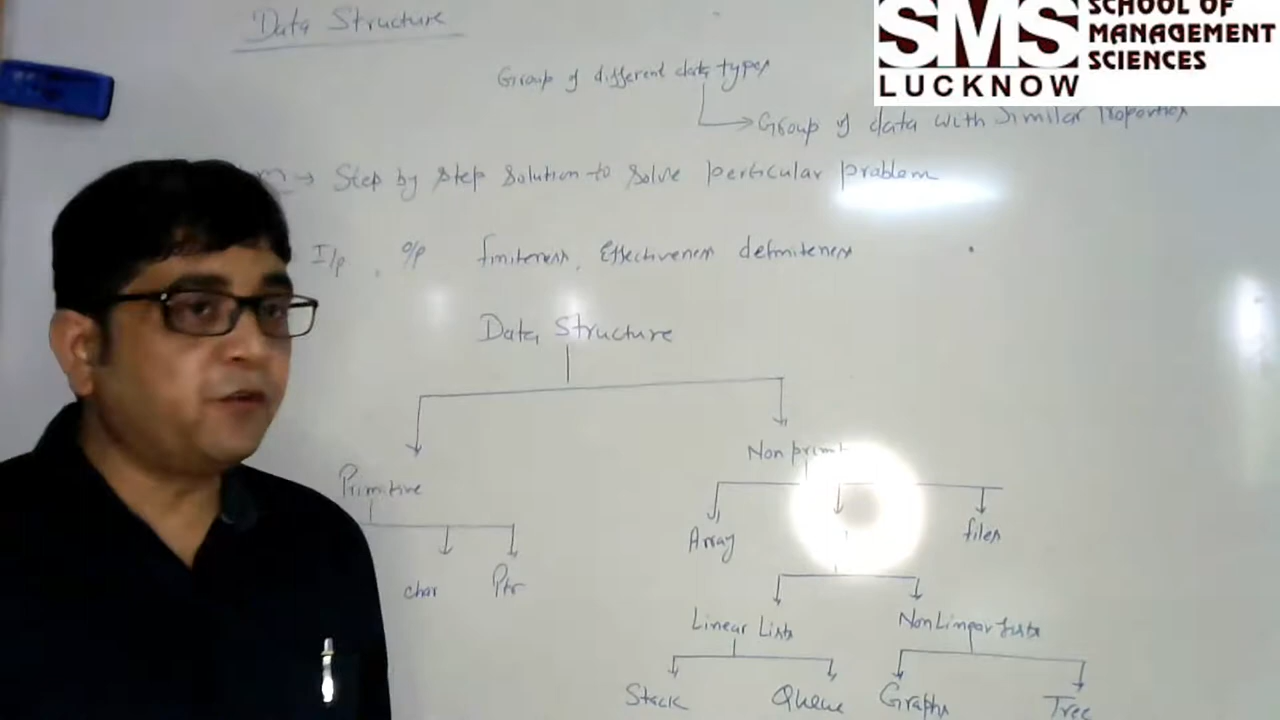 SMS SCHOOL OF MANAGEMENT SCIENCES
LUCKNOW
Data Structure
Group of different data types
Group of data with Similar Properties
Step by Step Solution to Solve perticular problem
I/p , o/p finiteness, Effectiveness definiteness
Data Structure
Primitive
Non primit
char
Ptr
Array
files
Linear Lists
Non Linear Lists
Stack
Queue
Graphs
Tree